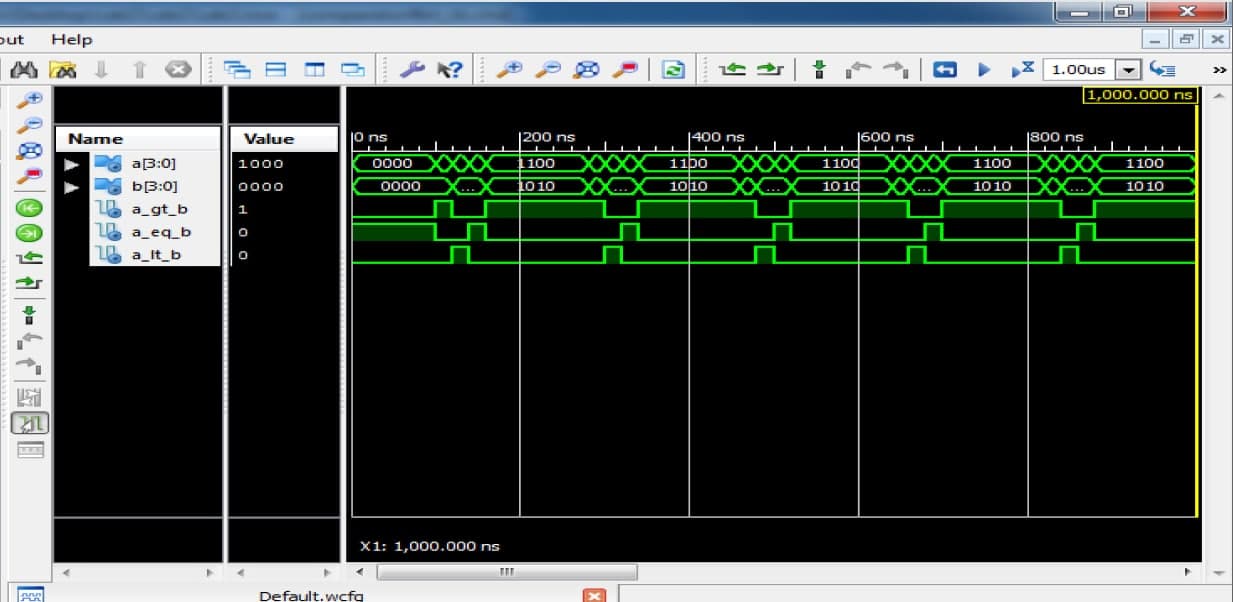 out Help
1.00us
1,000.000 ns
Name Value 0 ns 200 ns 400 ns 600 ns 800 ns
a[3:0] 1000 0000 1100 1100 1100 1100 1100
b[3:0] 0000 0000 ... 1010 ... 1010 ... 1010 ... 1010 ... 1010
a_gt_b 1
a_eq_b 0
a_lt_b 0
X1: 1,000.000 ns
Default.wcfg